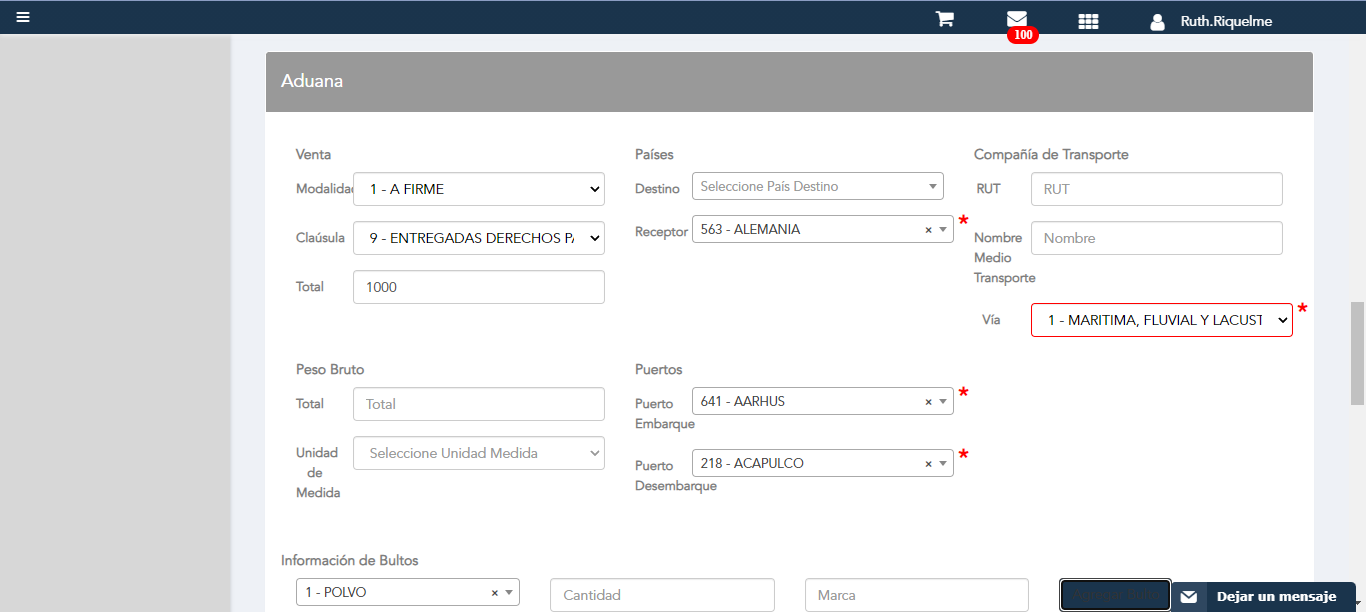 100
Ruth.Riquelme
Aduana
Venta
Modalidad
1 - A FIRME
Claúsula
9 - ENTREGADAS DERECHOS PA
Total
1000
Países
Destino
Seleccione País Destino
Receptor
563 - ALEMANIA
×
*
Compañía de Transporte
RUT
RUT
Nombre
Medio
Transporte
Nombre
Vía
1 - MARITIMA, FLUVIAL Y LACUST
*
Peso Bruto
Total
Total
Unidad
de
Medida
Seleccione Unidad Medida
Puertos
Puerto
Embarque
641 - AARHUS
×
*
Puerto
Desembarque
218 - ACAPULCO
×
*
Información de Bultos
1 - POLVO
×
Cantidad
Marca
Dejar un mensaje